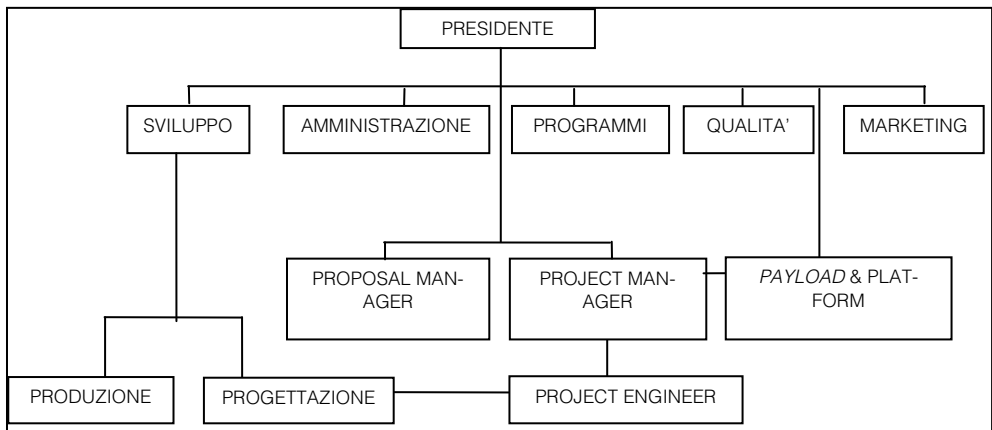 PRESIDENTE
SVILUPPO
AMMINISTRAZIONE
PROGRAMMI
QUALITA’
MARKETING
PROPOSAL MAN-
AGER
PROJECT MAN-
AGER
PAYLOAD & PLAT-
FORM
PRODUZIONE
PROGETTAZIONE
PROJECT ENGINEER